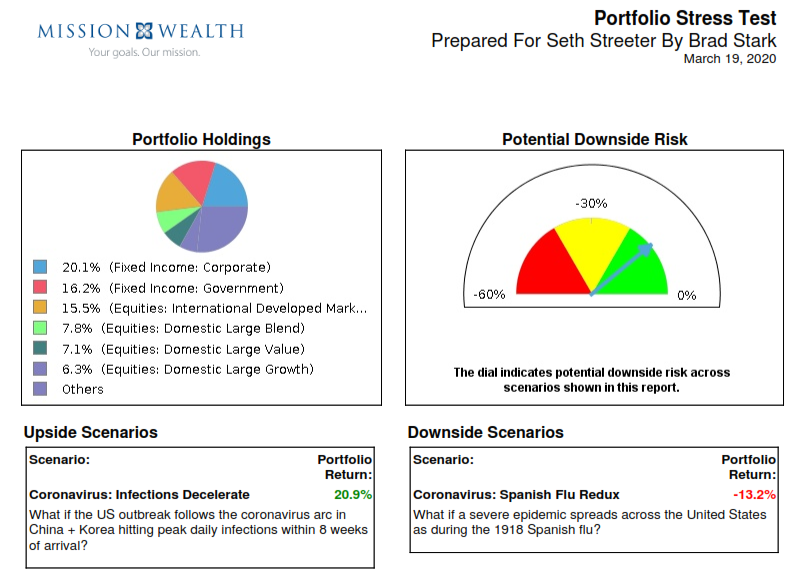 MISSION WEALTH
Your goals. Our mission.
Portfolio Stress Test
Prepared For Seth Streeter By Brad Stark
March 19, 2020
Portfolio Holdings
20.1% (Fixed Income: Corporate)
16.2% (Fixed Income: Government)
15.5% (Equities: International Developed Mark...
7.8% (Equities: Domestic Large Blend)
7.1% (Equities: Domestic Large Value)
6.3% (Equities: Domestic Large Growth)
Others
Potential Downside Risk
-30%
-60%
0%
The dial indicates potential downside risk across
scenarios shown in this report.
Upside Scenarios
Scenario:
Portfolio
Return:
Coronavirus: Infections Decelerate 20.9%
What if the US outbreak follows the coronavirus arc in
China + Korea hitting peak daily infections within 8 weeks
of arrival?
Downside Scenarios
Scenario:
Portfolio
Return:
Coronavirus: Spanish Flu Redux -13.2%
What if a severe epidemic spreads across the United States
as during the 1918 Spanish flu?